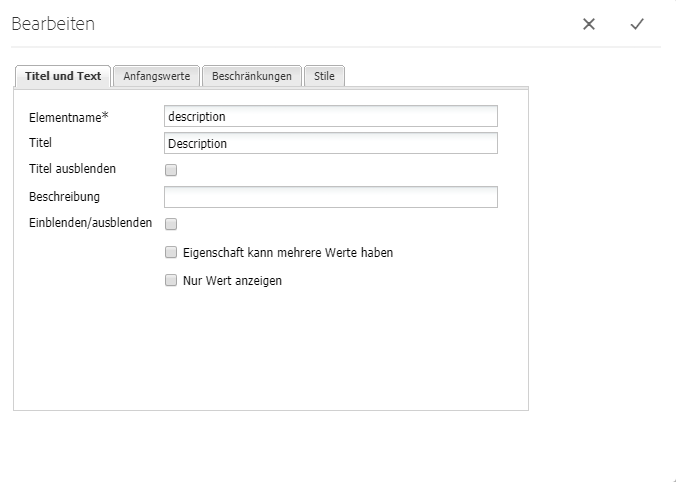 Bearbeiten
Titel und Text Anfangswerte Beschränkungen Stile
Elementname* description
Titel Description
Titel ausblenden
Beschreibung
Einblenden/ausblenden
Eigenschaft kann mehrere Werte haben
Nur Wert anzeigen